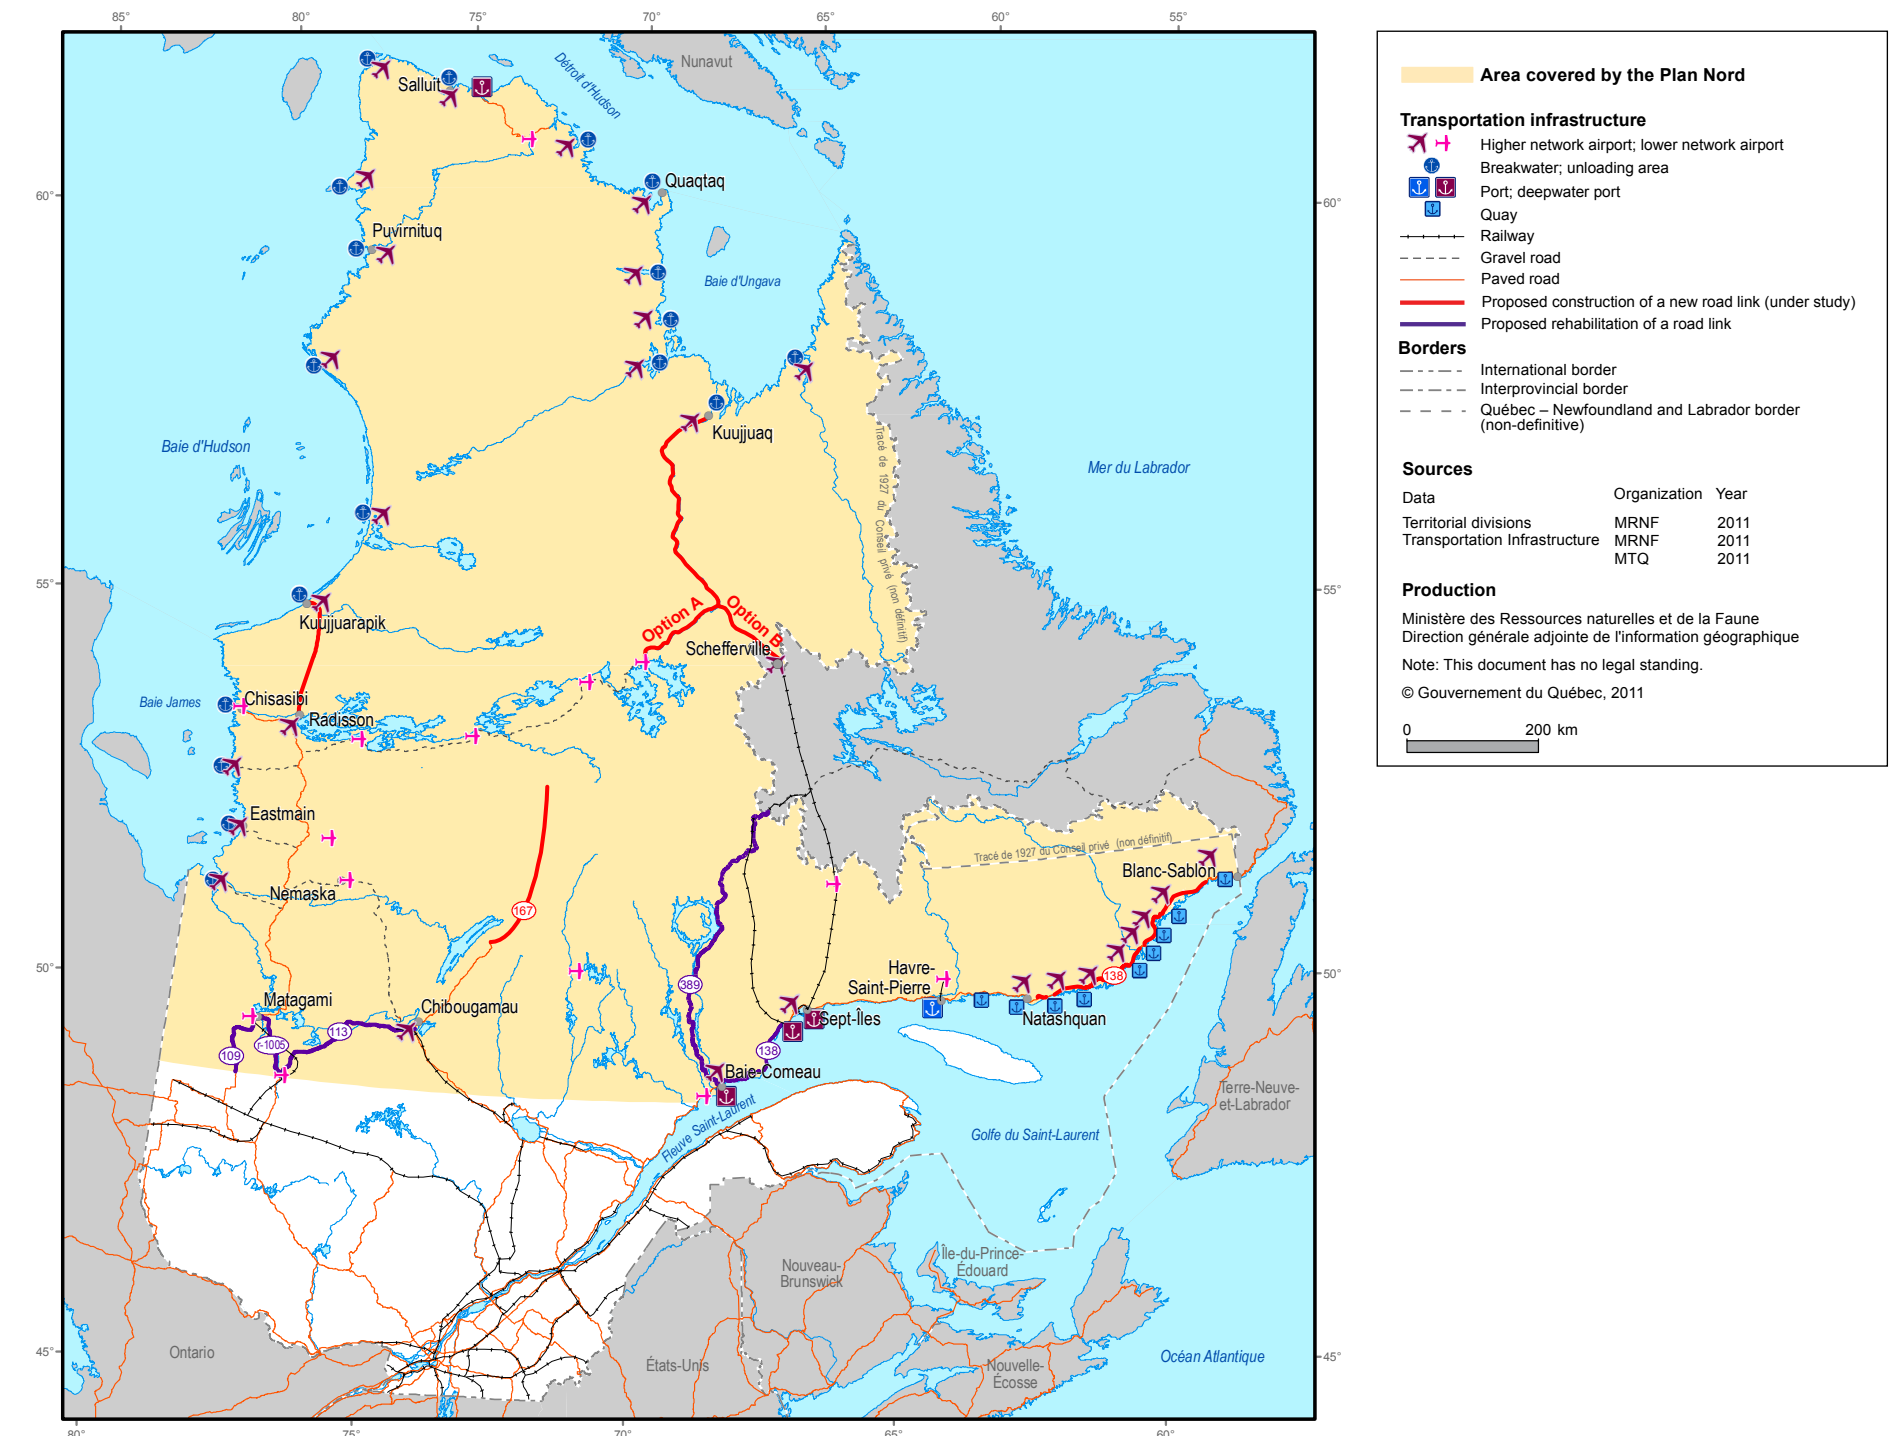 85°
80°
75°
70°
65°
60°
55°
Nunavut
Détroit d'Hudson
Salluit
Quaqtaq
60°
60°
Puvirnituq
Baie d'Ungava
Kuujjuaq
Baie d'Hudson
Mer du Labrador
Tracé de 1927 du Conseil privé (non définitif)
55°
55°
Option A
Option B
Kuujjuarapik
Schefferville
Baie James
Chisasibi
Radisson
Eastmain
Tracé de 1927 du Conseil privé (non définitif)
Blanc-Sablon
Nemaska
167
50°
50°
Havre-
Saint-Pierre
138
389
Matagami
Chibougamau
Sept-Îles
Natashquan
113
r-1005
109
138
Baie-Comeau
Terre-Neuve-
et-Labrador
Fleuve Saint-Laurent
Golfe du Saint-Laurent
Île-du-Prince-
Édouard
Nouveau-
Brunswick
Ontario
États-Unis
Nouvelle-
Écosse
Océan Atlantique
45°
45°
80°
75°
70°
65°
60°
Area covered by the Plan Nord
Transportation infrastructure
Higher network airport; lower network airport
Breakwater; unloading area
Port; deepwater port
Quay
Railway
Gravel road
Paved road
Proposed construction of a new road link (under study)
Proposed rehabilitation of a road link
Borders
International border
Interprovincial border
Québec – Newfoundland and Labrador border
(non-definitive)
Sources
Data Organization Year
Territorial divisions MRNF 2011
Transportation Infrastructure MRNF 2011
MTQ 2011
Production
Ministère des Ressources naturelles et de la Faune
Direction générale adjointe de l'information géographique
Note: This document has no legal standing.
© Gouvernement du Québec, 2011
0 200 km